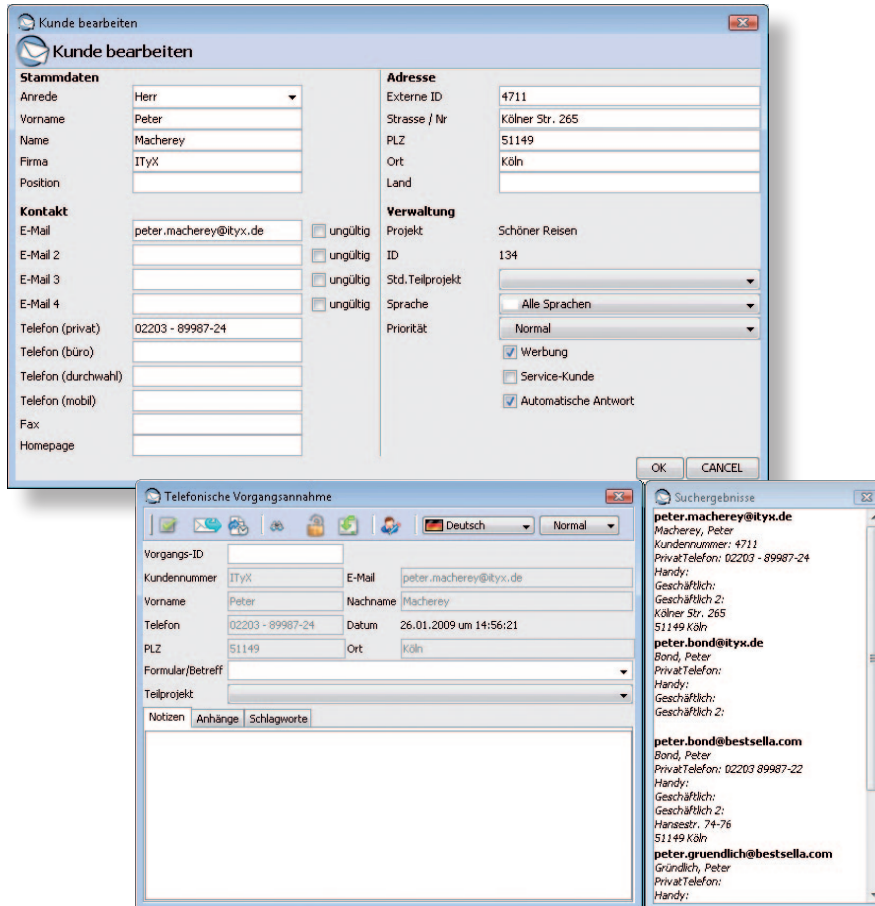 Kunde bearbeiten
Kunde bearbeiten
Stammdaten
Anrede Herr
Vorname Peter
Name Macherey
Firma ITyX
Position
Kontakt
E-Mail peter.macherey@ityx.de ungültig
E-Mail 2 ungültig
E-Mail 3 ungültig
E-Mail 4 ungültig
Telefon (privat) 02203 - 89987-24
Telefon (büro)
Telefon (durchwahl)
Telefon (mobil)
Fax
Homepage
Adresse
Externe ID 4711
Strasse / Nr Kölner Str. 265
PLZ 51149
Ort Köln
Land
Verwaltung
Projekt Schöner Reisen
ID 134
Std.Teilprojekt
Sprache Alle Sprachen
Priorität Normal
Werbung
Service-Kunde
Automatische Antwort
OK CANCEL
Telefonische Vorgangsannahme
Deutsch Normal
Vorgangs-ID
Kundennummer ITyX E-Mail peter.macherey@ityx.de
Vorname Peter Nachname Macherey
Telefon 02203 - 89987-24 Datum 26.01.2009 um 14:56:21
PLZ 51149 Ort Köln
Formular/Betreff
Teilprojekt
Notizen Anhänge Schlagworte
Suchergebnisse
peter.macherey@ityx.de
Macherey, Peter
Kundennummer: 4711
PrivatTelefon: 02203 - 89987-24
Handy:
Geschäftlich:
Geschäftlich 2:
Kölner Str. 265
51149 Köln
peter.bond@ityx.de
Bond, Peter
PrivatTelefon:
Handy:
Geschäftlich:
Geschäftlich 2:
peter.bond@bestsella.com
Bond, Peter
PrivatTelefon: 02203 89987-22
Handy:
Geschäftlich:
Geschäftlich 2:
Hansestr. 74-76
51149 Köln
peter.gruendlich@bestsella.com
Gründlich, Peter
PrivatTelefon:
Handy: